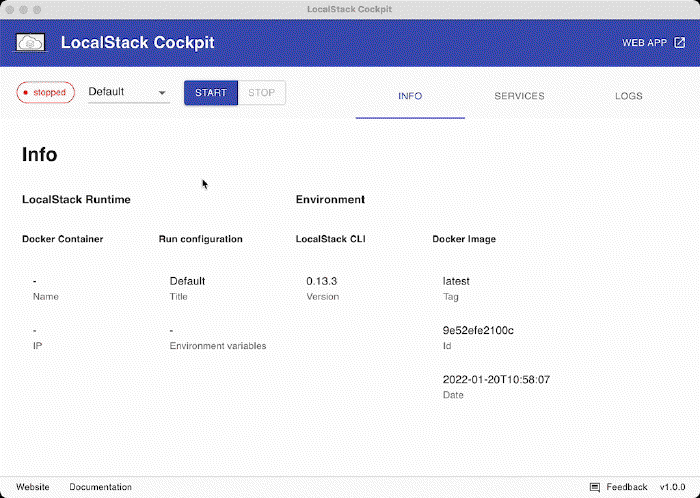 LocalStack Cockpit
LocalStack Cockpit
WEB APP
stopped
Default
START
STOP
INFO
SERVICES
LOGS
Info
LocalStack Runtime
Environment
Docker Container
Run configuration
LocalStack CLI
Docker Image
-
Default
0.13.3
latest
Name
Title
Version
Tag
-
-
9e52efe2100c
IP
Environment variables
Id
2022-01-20T10:58:07
Date
Website
Documentation
Feedback
v1.0.0